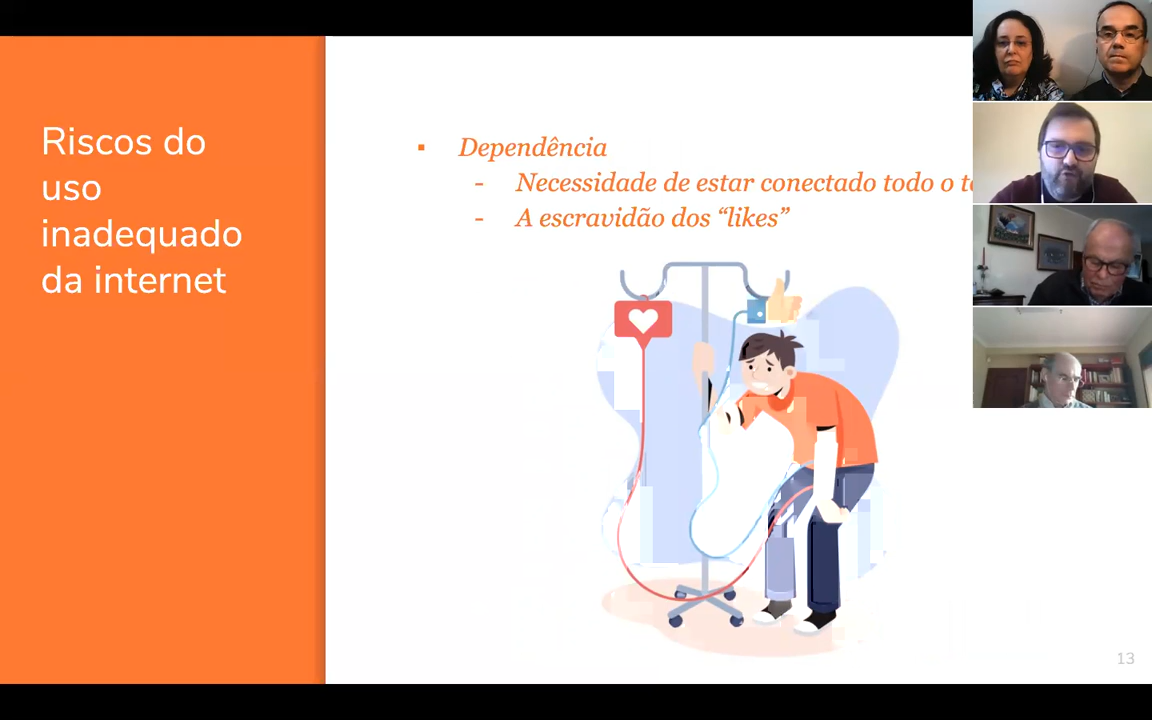 Riscos do
uso
inadequado
da internet
▪ Dependência
- Necessidade de estar conectado todo o
- A escravidão dos “likes”
13